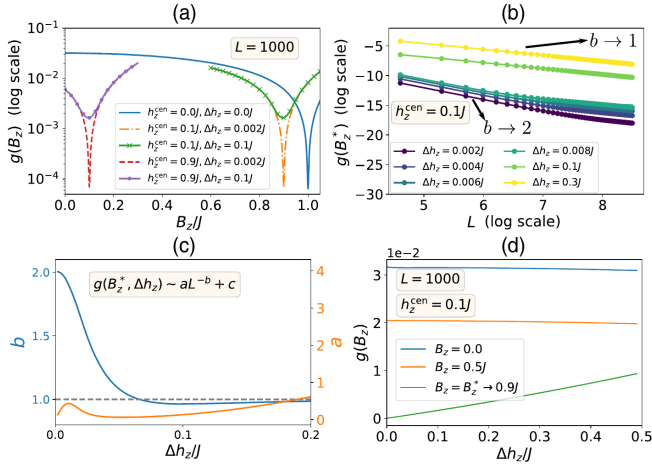 (a)
10⁻¹
10⁻²
10⁻³
10⁻⁴
g(B_z) (log scale)
L = 1000
h_z^cen = 0.0J, Δh_z = 0.0J
h_z^cen = 0.1J, Δh_z = 0.002J
h_z^cen = 0.1J, Δh_z = 0.1J
h_z^cen = 0.9J, Δh_z = 0.002J
h_z^cen = 0.9J, Δh_z = 0.1J
0.0 0.2 0.4 0.6 0.8 1.0
B_z/J
(b)
−5
−10
−15
−20
−25
−30
g(B_z^*) (log scale)
b → 1
h_z^cen = 0.1J
b → 2
Δh_z = 0.002J
Δh_z = 0.004J
Δh_z = 0.006J
Δh_z = 0.008J
Δh_z = 0.1J
Δh_z = 0.3J
5 6 7 8
L (log scale)
(c)
2.0
1.5
1.0
b
g(B_z^*, Δh_z) ~ aL^−b + c
4
3
2
1
0
a
0.0 0.1 0.2
Δh_z/J
(d)
1e−2
3
2
1
0
g(B_z)
L = 1000
h_z^cen = 0.1J
B_z = 0.0
B_z = 0.5J
B_z = B_z^* → 0.9J
0.0 0.1 0.2 0.3 0.4 0.5
Δh_z/J